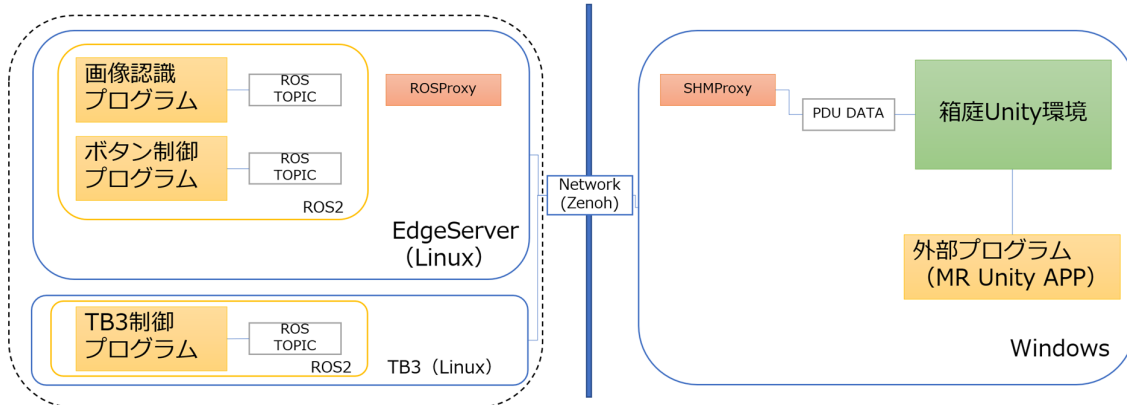 画像認識
プログラム
ROS
TOPIC
ROSProxy
ボタン制御
プログラム
ROS
TOPIC
ROS2
EdgeServer
（Linux）
TB3制御
プログラム
ROS
TOPIC
ROS2
TB3（Linux）
Network
(Zenoh)
SHMProxy
PDU DATA
箱庭Unity環境
外部プログラム
（MR Unity APP）
Windows